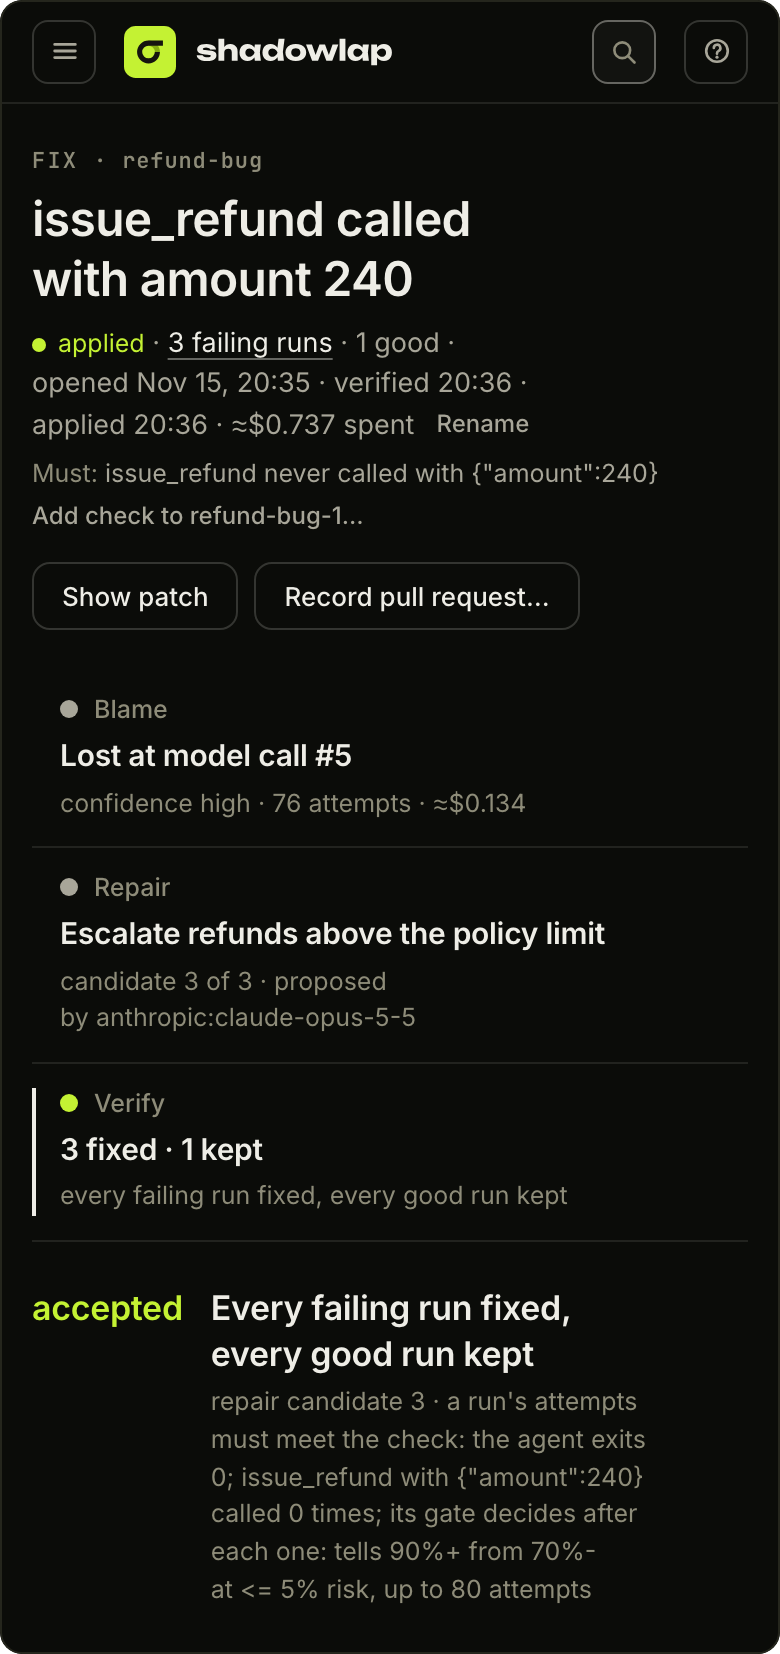 shadowlap
FIX · refund-bug
issue_refund called
with amount 240
applied · 3 failing runs · 1 good ·
opened Nov 15, 20:35 · verified 20:36 ·
applied 20:36 · ≈$0.737 spent Rename
Must: issue_refund never called with {"amount":240}
Add check to refund-bug-1...
Show patch
Record pull request...
Blame
Lost at model call #5
confidence high · 76 attempts · ≈$0.134
Repair
Escalate refunds above the policy limit
candidate 3 of 3 · proposed
by anthropic:claude-opus-5-5
Verify
3 fixed · 1 kept
every failing run fixed, every good run kept
accepted
Every failing run fixed,
every good run kept
repair candidate 3 · a run's attempts
must meet the check: the agent exits
0; issue_refund with {"amount":240}
called 0 times; its gate decides after
each one: tells 90%+ from 70%-
at <= 5% risk, up to 80 attempts